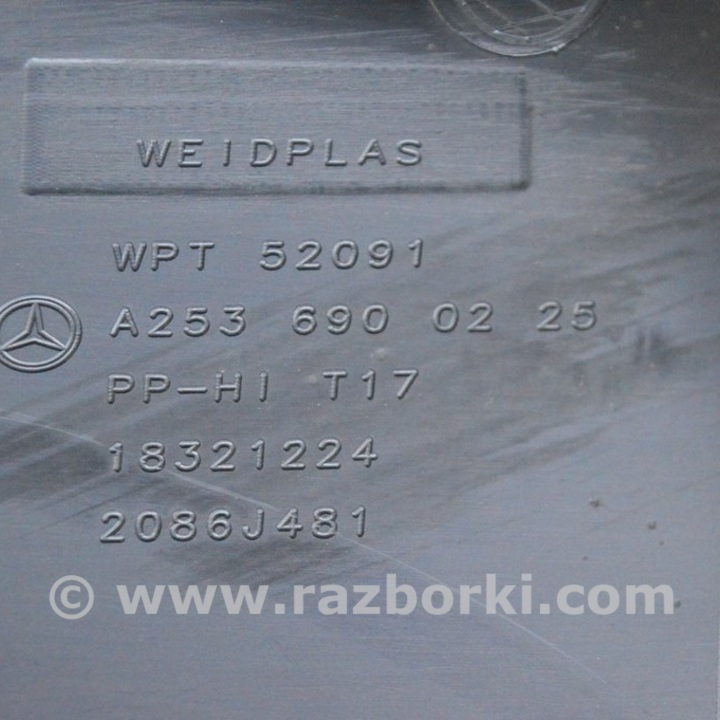 WEIDPLAS
WPT 52091
A253 690 02 25
PP-HI T17
18321224
2086J481
© www.razborki.com